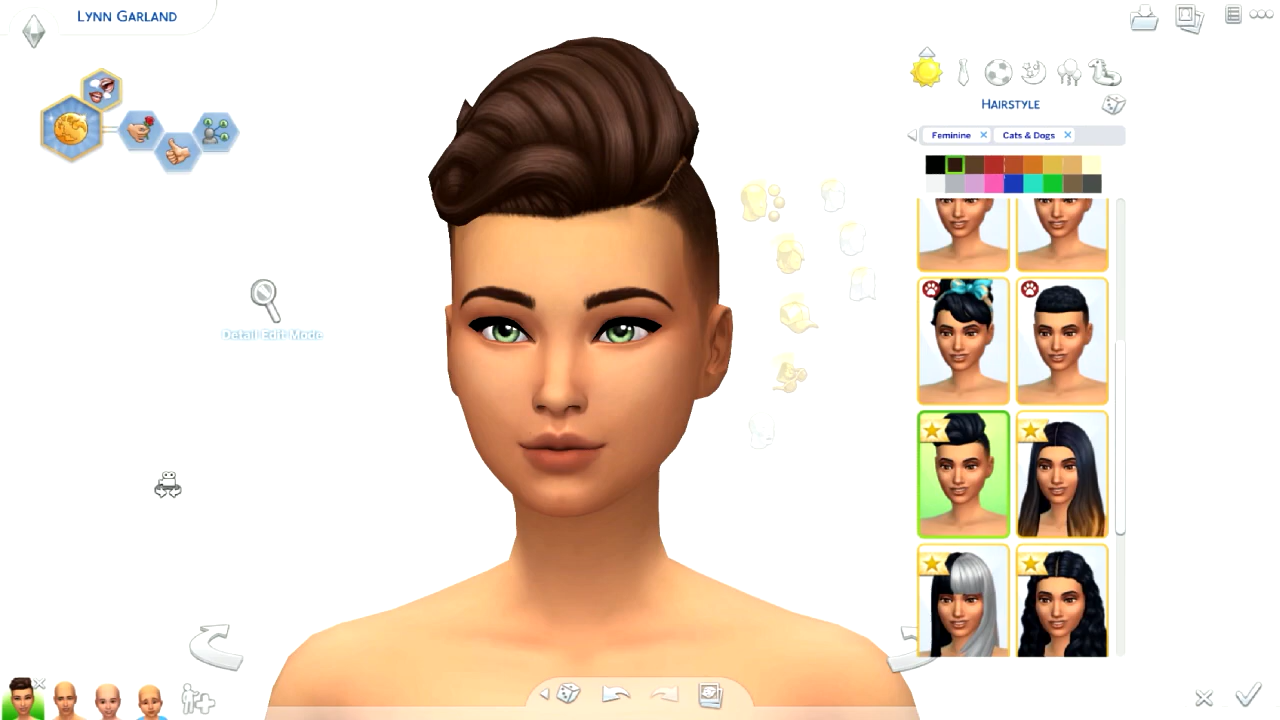 Lynn Garland
Hairstyle
Feminine X Cats & Dogs X
Detail Edit Mode